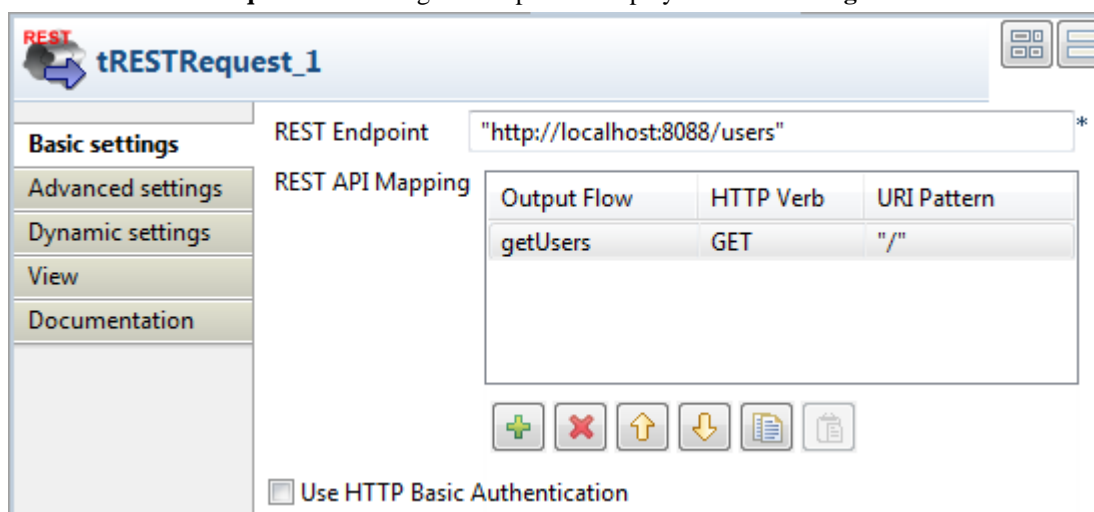 REST
tRESTRequest_1
Basic settings
Advanced settings
Dynamic settings
View
Documentation
REST Endpoint "http://localhost:8088/users" *
REST API Mapping
Output Flow HTTP Verb URI Pattern
getUsers GET "/"
Use HTTP Basic Authentication